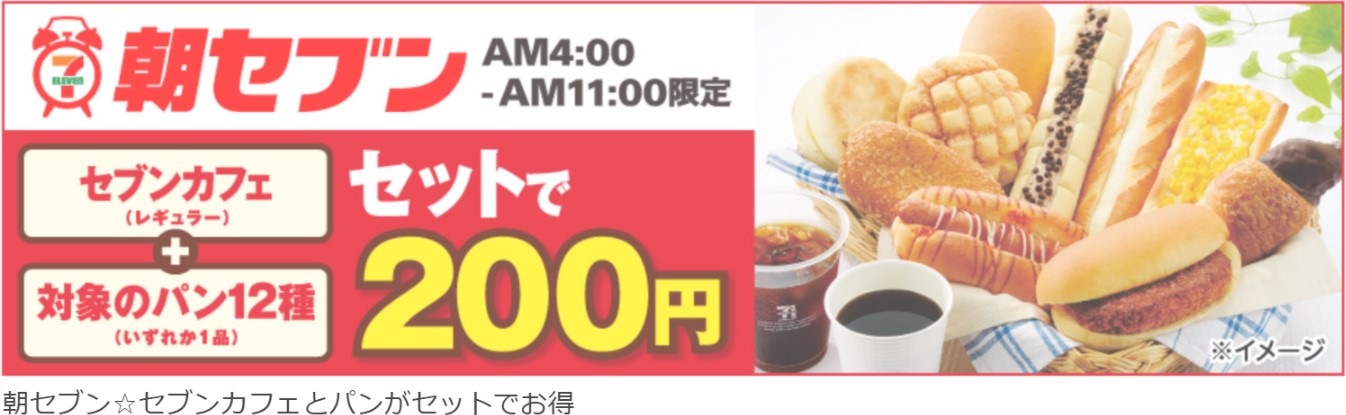 7
ELEVEN
朝セブン
AM4:00
-AM11:00限定
セブンカフェ
(レギュラー)
+
対象のパン12種
(いずれか1品)
セットで
200円
7
※イメージ
朝セブン☆セブンカフェとパンがセットでお得